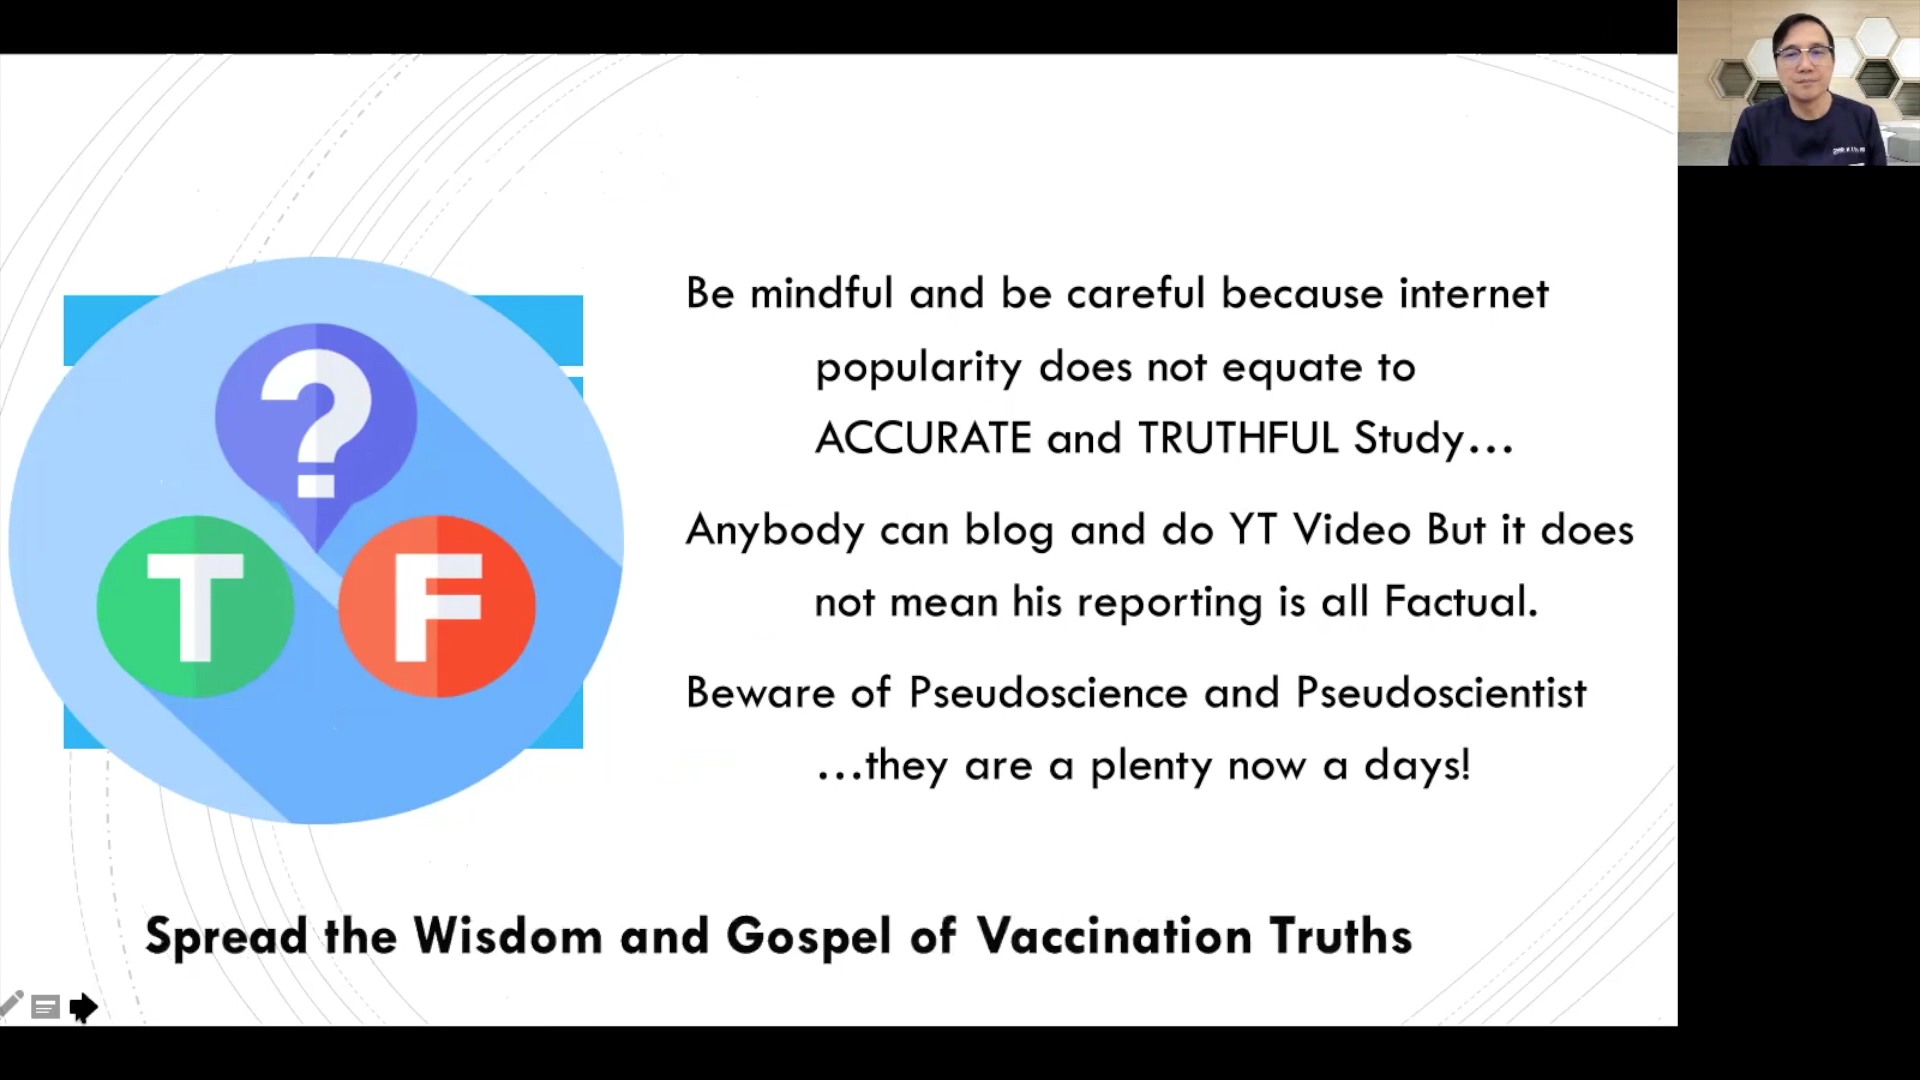 ?
T F
Be mindful and be careful because internet
popularity does not equate to
ACCURATE and TRUTHFUL Study...
Anybody can blog and do YT Video But it does
not mean his reporting is all Factual.
Beware of Pseudoscience and Pseudoscientist
...they are a plenty now a days!
Spread the Wisdom and Gospel of Vaccination Truths